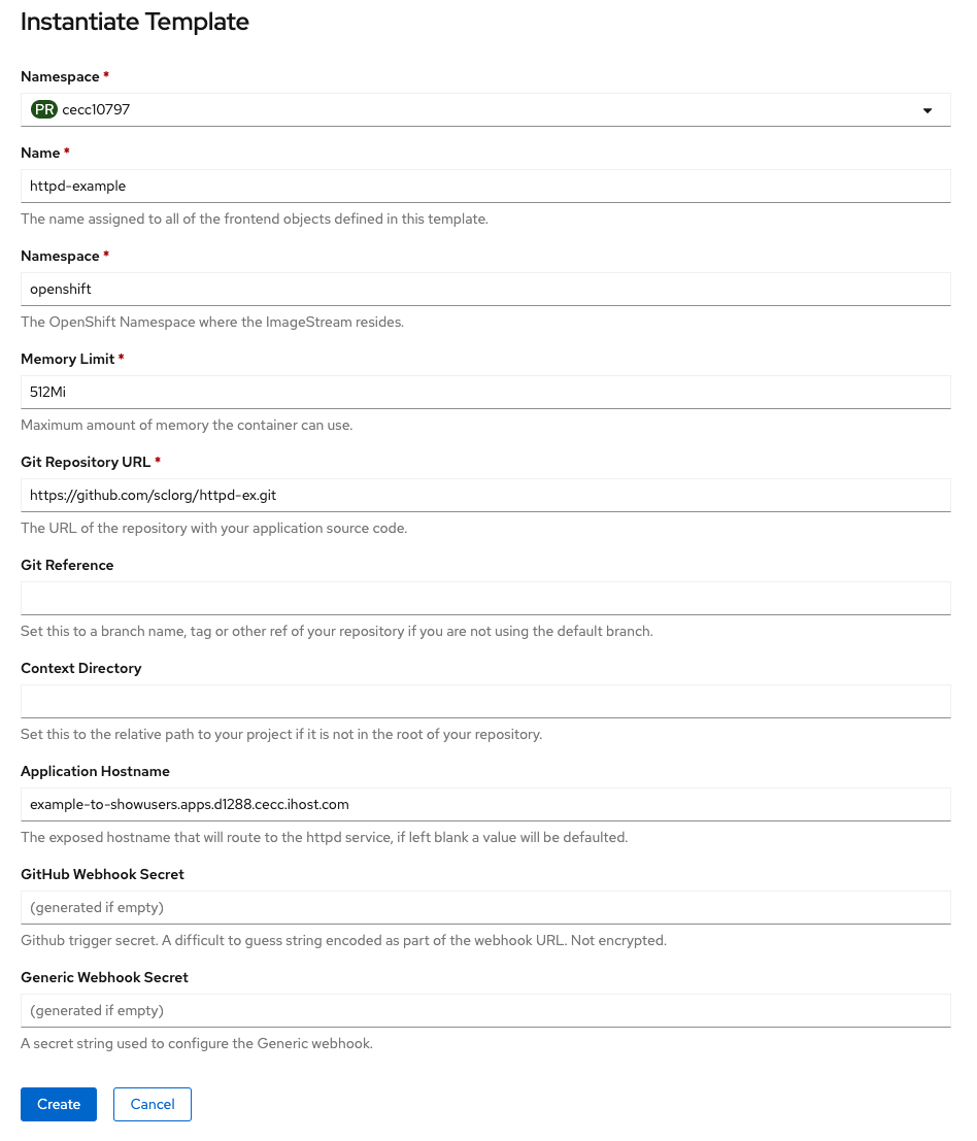 Instantiate Template
Namespace *
PR cecc10797
Name *
httpd-example
The name assigned to all of the frontend objects defined in this template.
Namespace *
openshift
The OpenShift Namespace where the ImageStream resides.
Memory Limit *
512Mi
Maximum amount of memory the container can use.
Git Repository URL *
https://github.com/sclorg/httpd-ex.git
The URL of the repository with your application source code.
Git Reference
Set this to a branch name, tag or other ref of your repository if you are not using the default branch.
Context Directory
Set this to the relative path to your project if it is not in the root of your repository.
Application Hostname
example-to-showusers.apps.d1288.cecc.ihost.com
The exposed hostname that will route to the httpd service, if left blank a value will be defaulted.
GitHub Webhook Secret
(generated if empty)
Github trigger secret. A difficult to guess string encoded as part of the webhook URL. Not encrypted.
Generic Webhook Secret
(generated if empty)
A secret string used to configure the Generic webhook.
Create Cancel